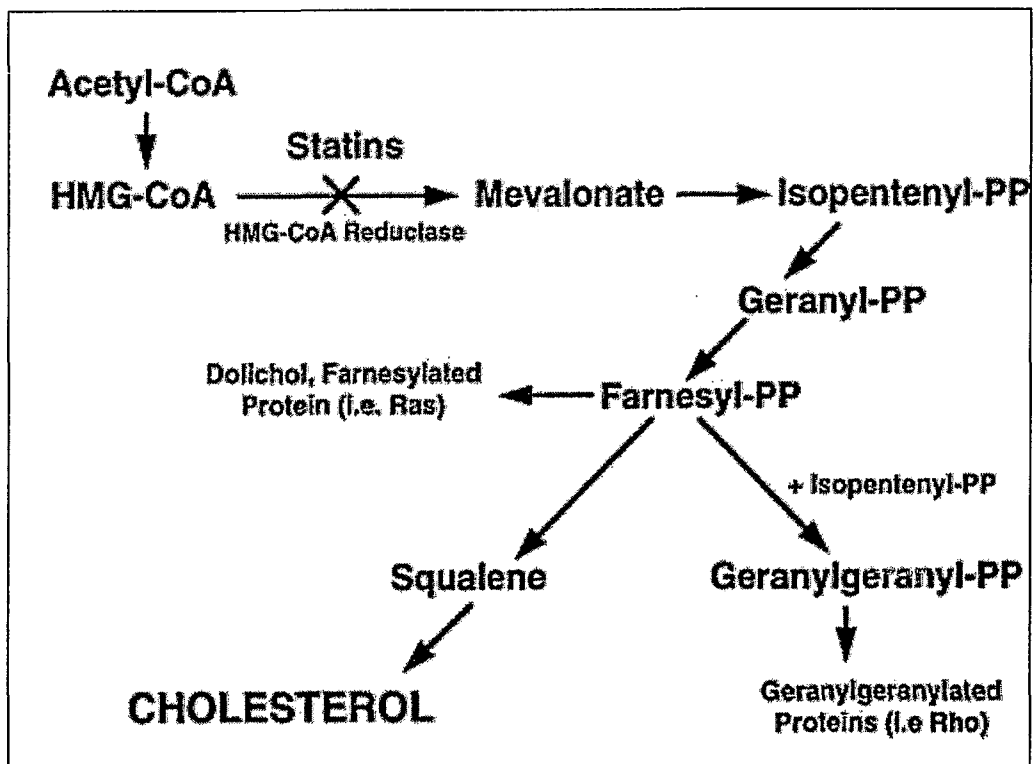 Acetyl-CoA
Statins
HMG-CoA
Mevalonate
Isopentenyl-PP
HMG-CoA Reductase
Geranyl-PP
Dolichol, Farnesylated
Protein (i.e. Ras)
Farnesyl-PP
+ Isopentenyl-PP
Squalene
Geranylgeranyl-PP
CHOLESTEROL
Geranylgeranylated
Proteins (i.e Rho)